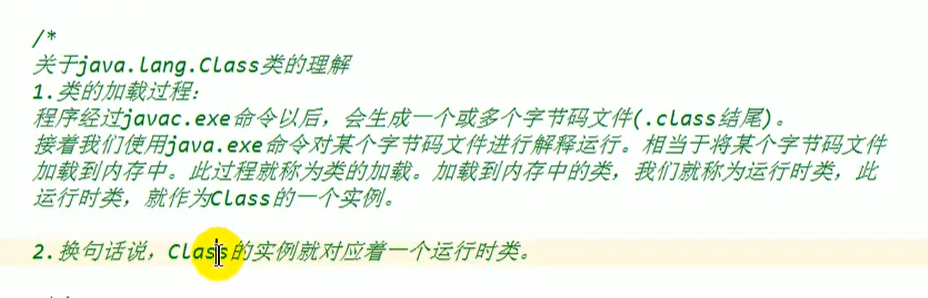 /*
关于java.lang.Class类的理解
1.类的加载过程：
程序经过javac.exe命令以后，会生成一个或多个字节码文件(.class结尾)。
接着我们使用java.exe命令对某个字节码文件进行解释运行。相当于将某个字节码文件
加载到内存中。此过程就称为类的加载。加载到内存中的类，我们就称为运行时类，此
运行时类，就作为Class的一个实例。
2.换句话说，Class的实例就对应着一个运行时类。